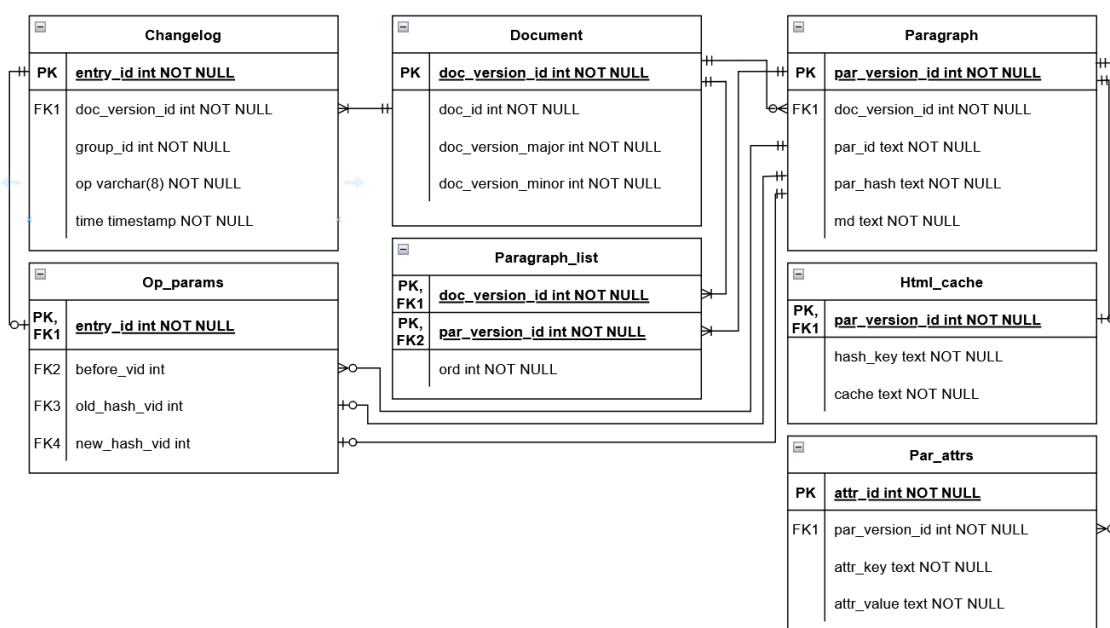 Changelog
PK entry_id int NOT NULL
FK1 doc_version_id int NOT NULL
group_id int NOT NULL
op varchar(8) NOT NULL
time timestamp NOT NULL
Document
PK doc_version_id int NOT NULL
doc_id int NOT NULL
doc_version_major int NOT NULL
doc_version_minor int NOT NULL
Paragraph
PK par_version_id int NOT NULL
FK1 doc_version_id int NOT NULL
par_id text NOT NULL
par_hash text NOT NULL
md text NOT NULL
Op_params
PK,
FK1 entry_id int NOT NULL
FK2 before_vid int
FK3 old_hash_vid int
FK4 new_hash_vid int
Paragraph_list
PK,
FK1 doc_version_id int NOT NULL
PK,
FK2 par_version_id int NOT NULL
ord int NOT NULL
Html_cache
PK,
FK1 par_version_id int NOT NULL
hash_key text NOT NULL
cache text NOT NULL
Par_attrs
PK attr_id int NOT NULL
FK1 par_version_id int NOT NULL
attr_key text NOT NULL
attr_value text NOT NULL